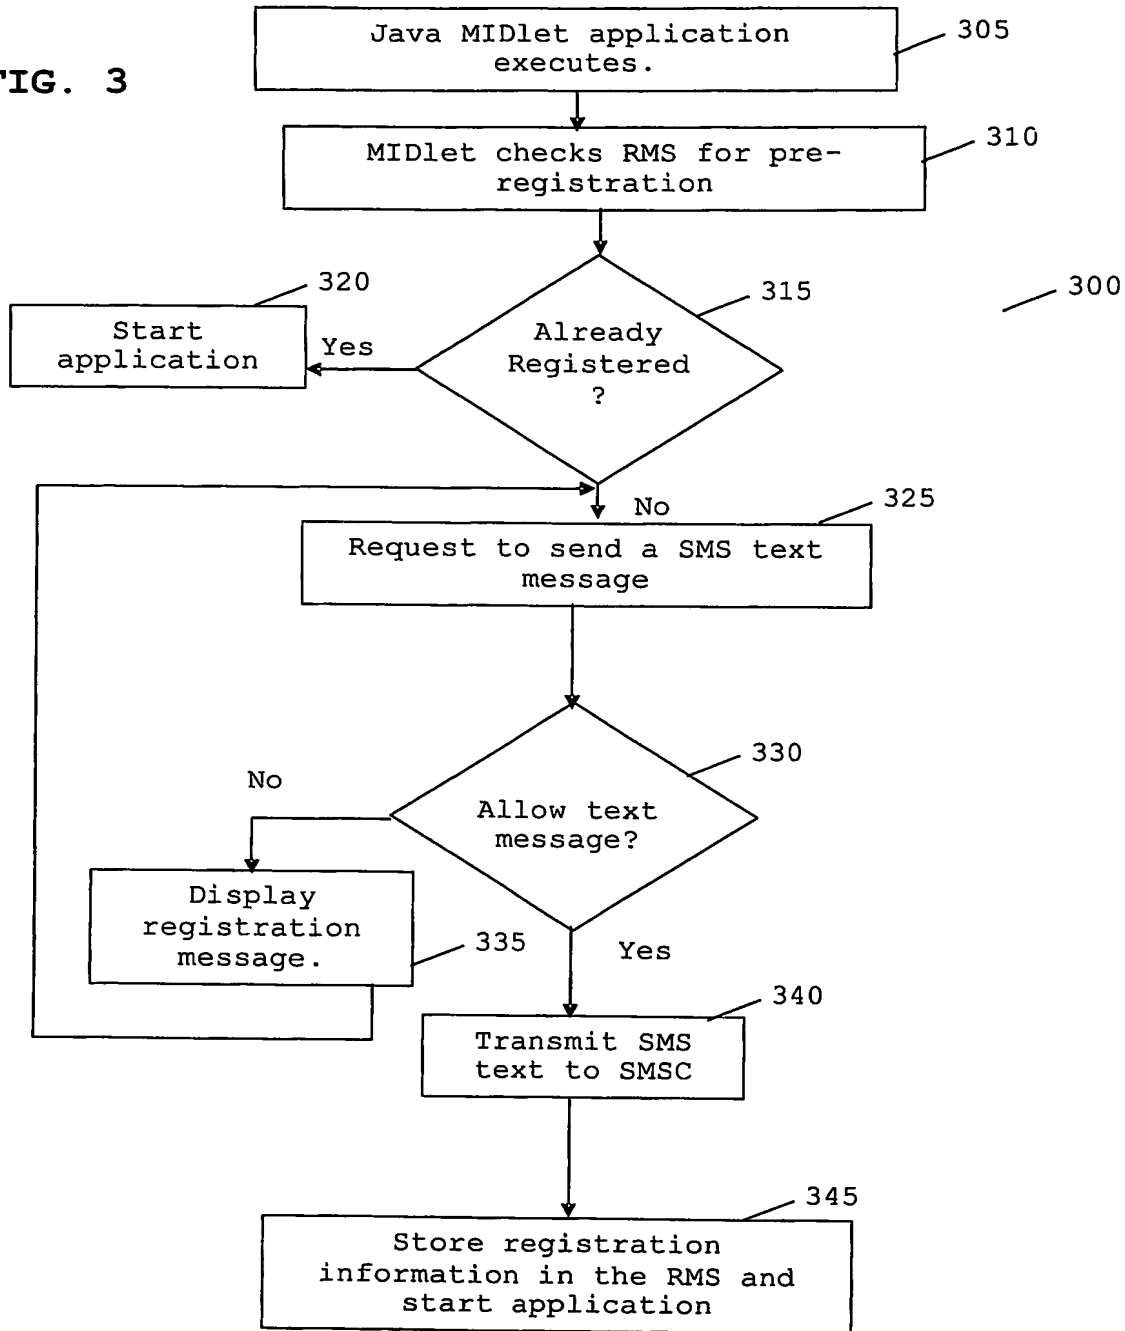 Java MIDlet application
executes.
305
FIG. 3
MIDlet checks RMS for pre-
registration
310
320
315
300
Start
application
Yes
Already
Registered
?
No
325
Request to send a SMS text
message
330
No
Allow text
message?
Display
registration
message.
335
Yes
340
Transmit SMS
text to SMSC
345
Store registration
information in the RMS and
start application